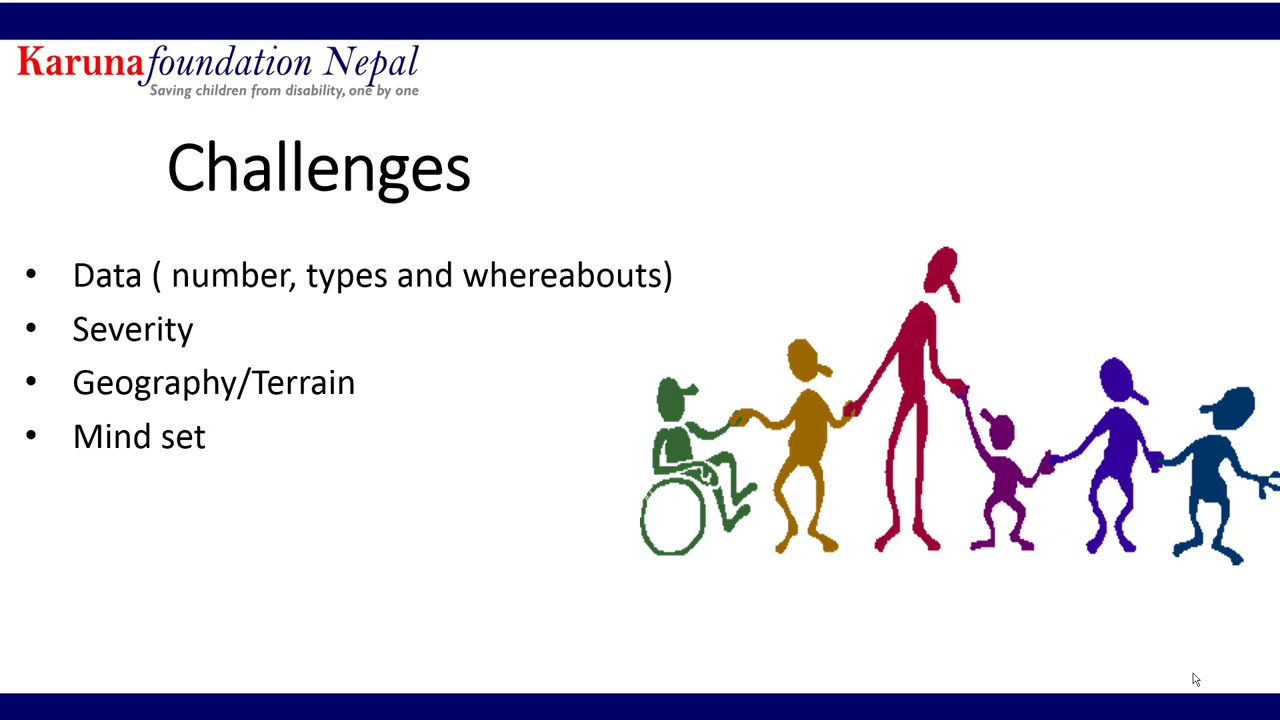 Karuna foundation Nepal
Saving children from disability, one by one
Challenges
• Data ( number, types and whereabouts)
• Severity
• Geography/Terrain
• Mind set